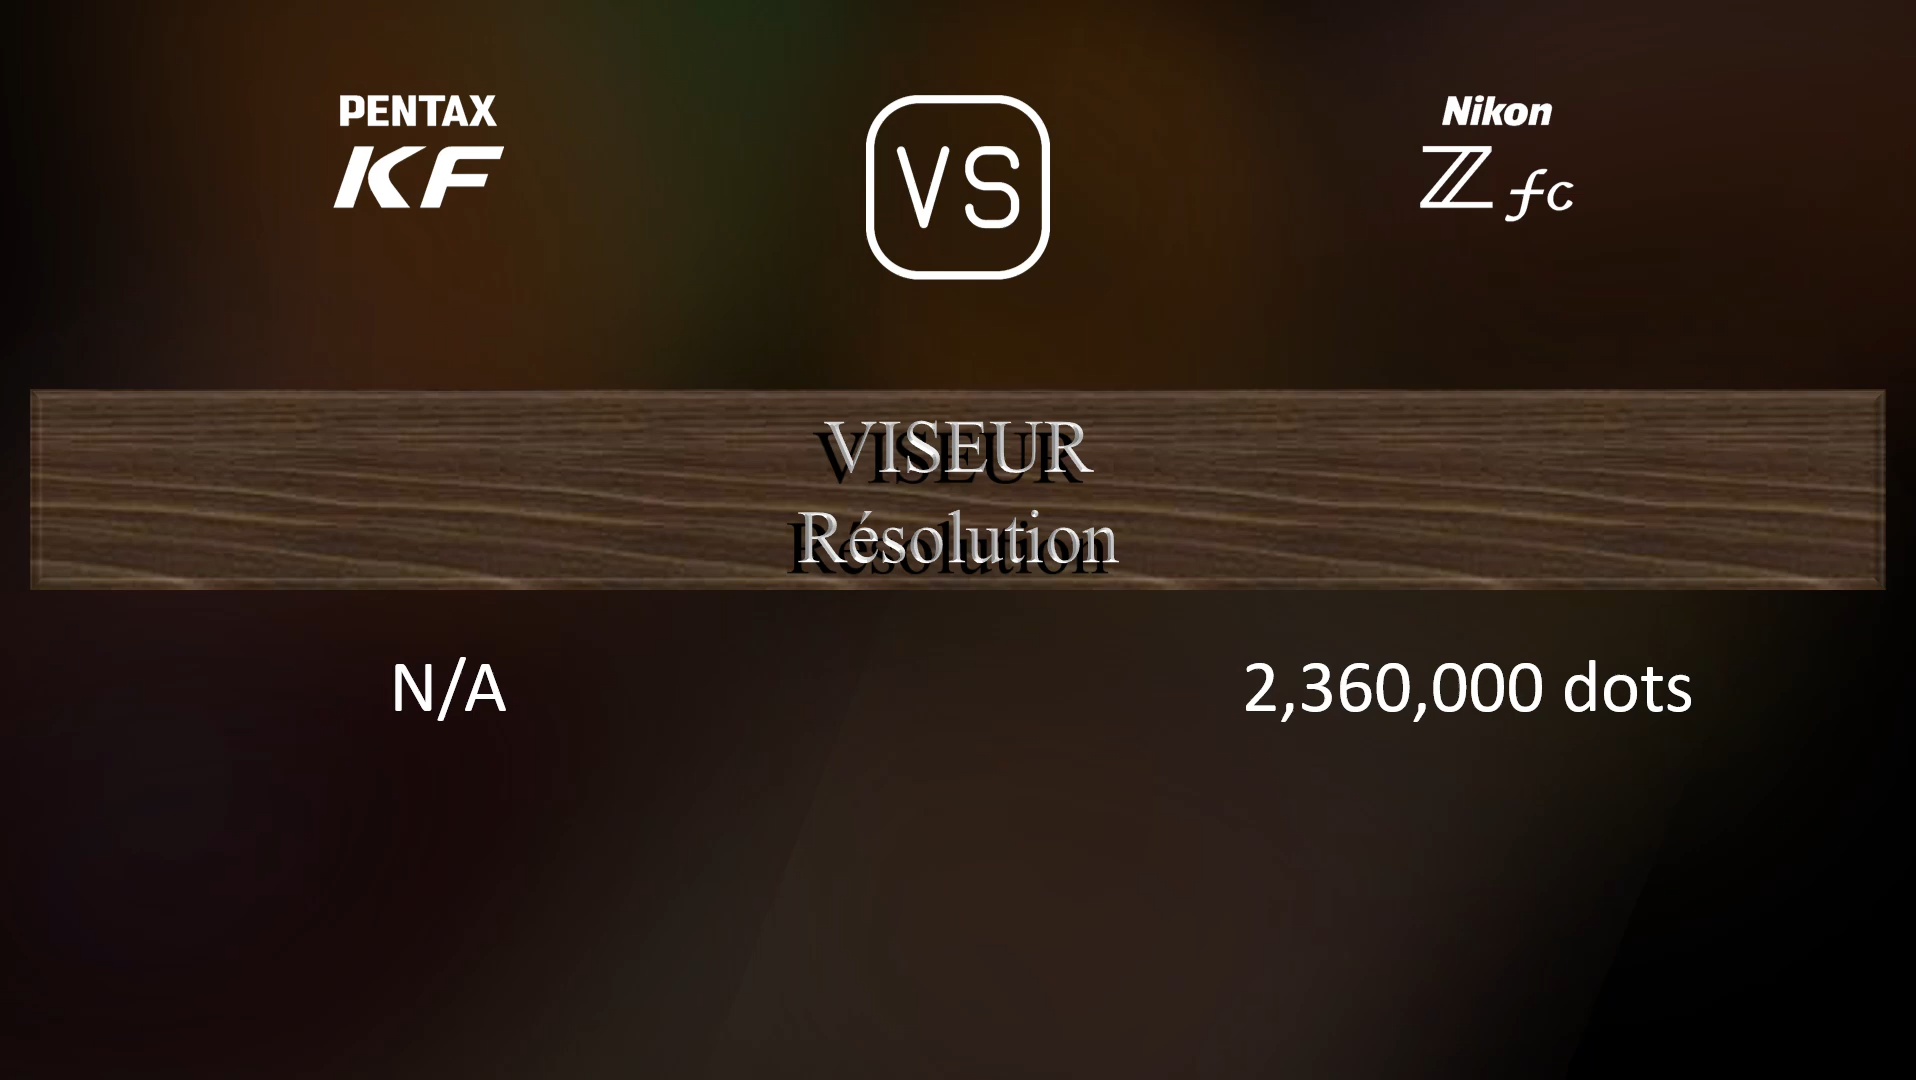 PENTAX
KF
VS
Nikon
Z fc
VISEUR
Résolution
N/A
2,360,000 dots